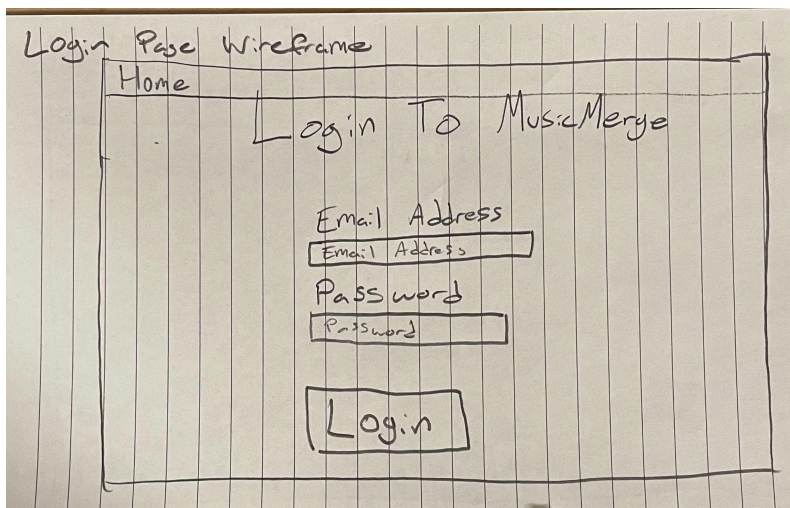 Login Page Wireframe
Home
Login To MusicMerge
Email Address
Email Address
Password
Password
Login